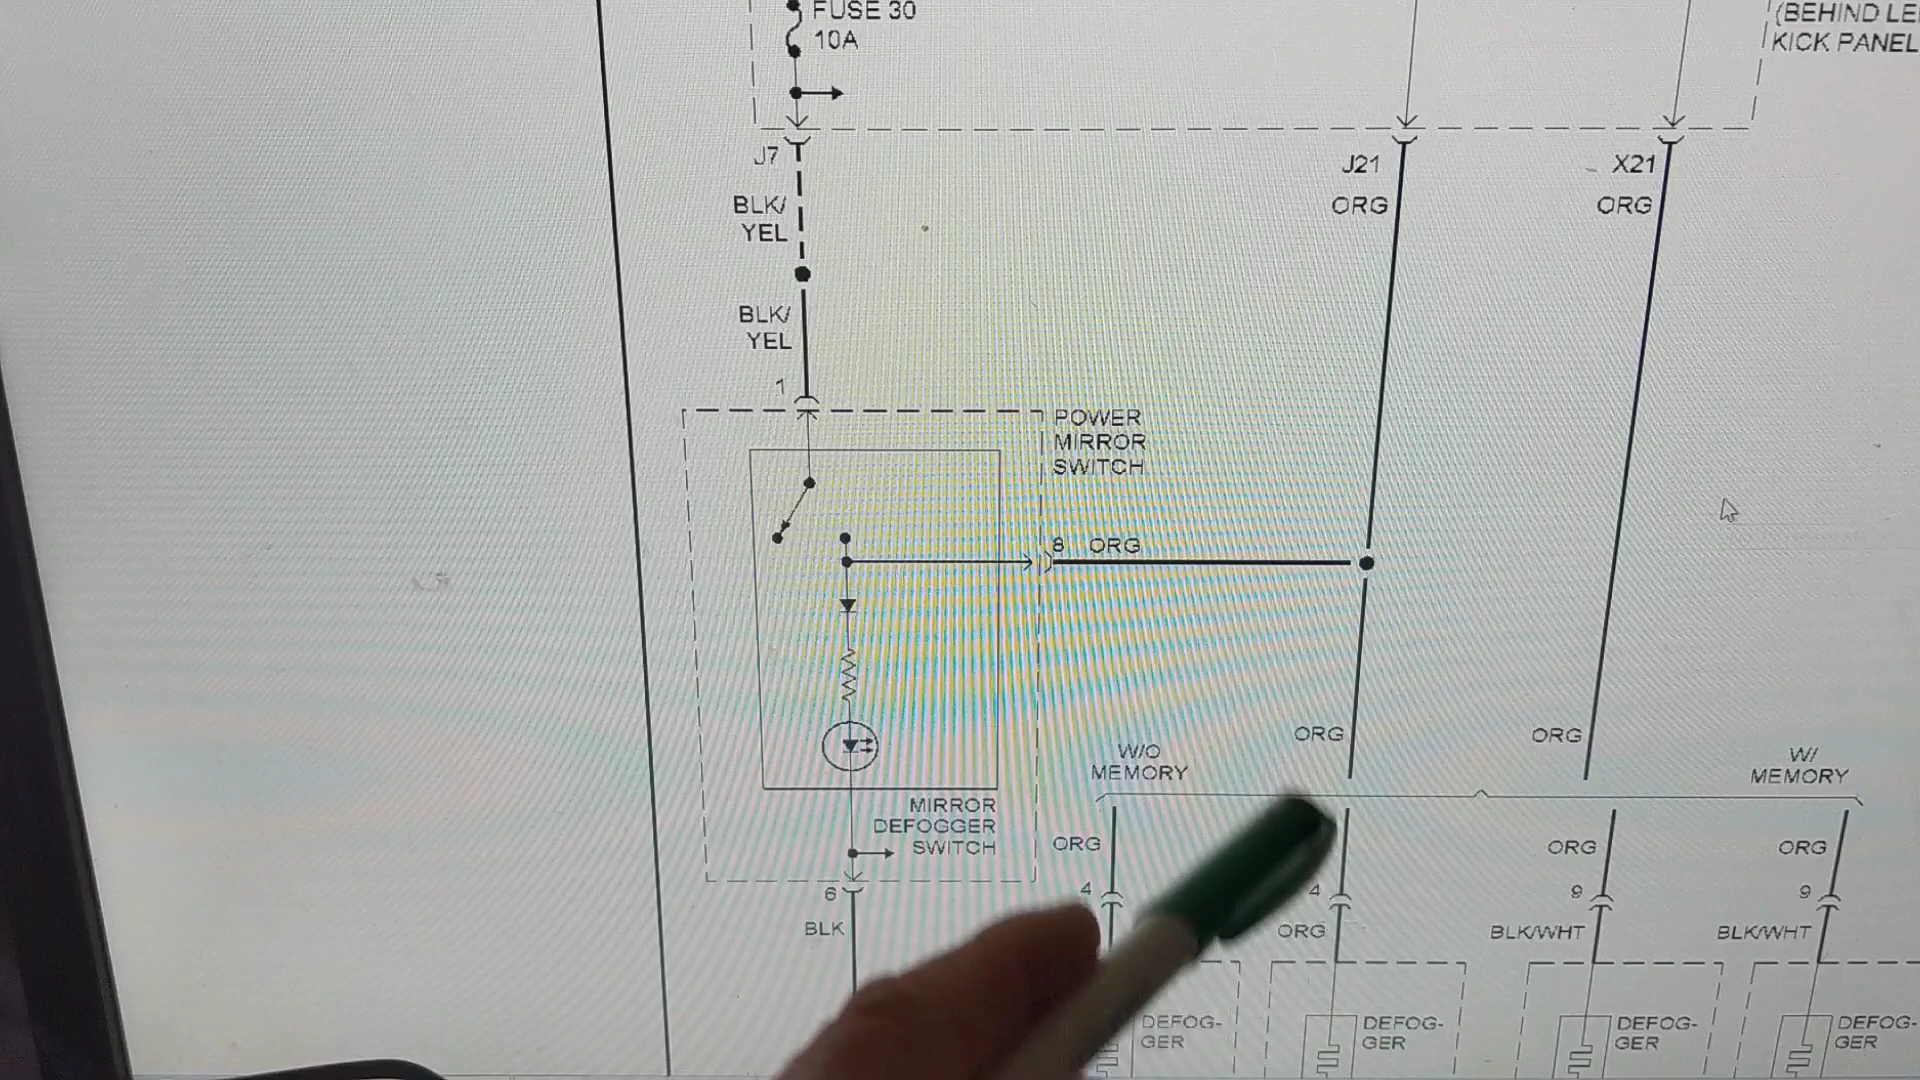 FUSE 30
10A
(BEHIND LE
KICK PANEL
J7
J21
X21
BLK/
YEL
ORG
ORG
BLK/
YEL
1
POWER
MIRROR
SWITCH
8 ORG
ORG
ORG
W/O
MEMORY
W/
MEMORY
MIRROR
DEFOGGER
SWITCH
ORG
ORG
ORG
6
4
4
9
9
BLK
ORG
BLK/WHT
BLK/WHT
DEFOG-
GER
DEFOG-
GER
DEFOG-
GER
DEFOG-
GER